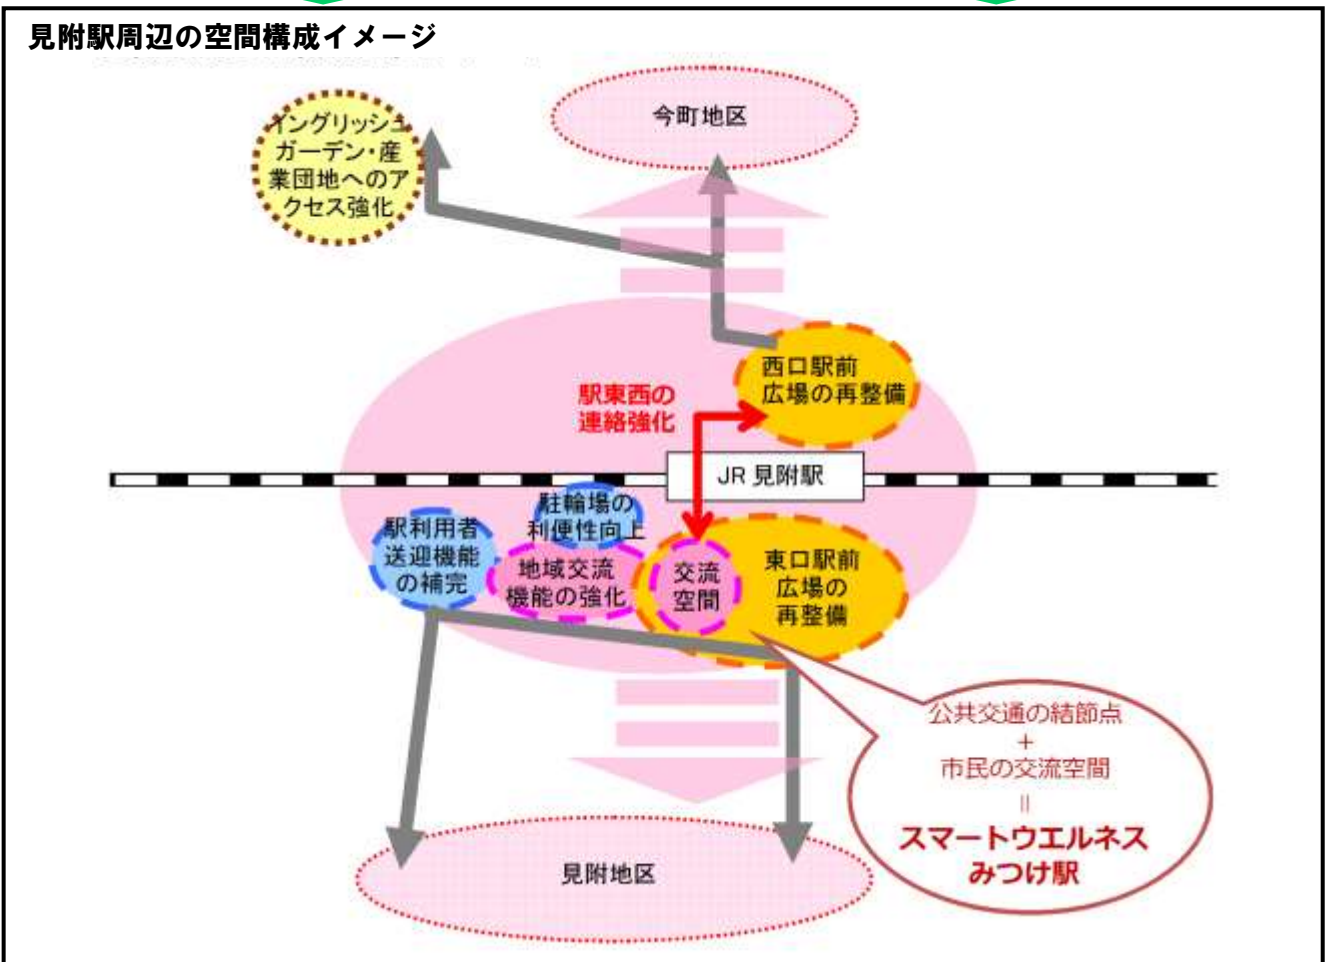 見附駅周辺の空間構成イメージ
今町地区
イングリッシュ
ガーデン・産
業団地へのア
クセス強化
西口駅前
広場の再整備
駅東西の
連絡強化
JR 見附駅
駐輪場の
利便性向上
駅利用者
送迎機能
の補完
地域交流
機能の強化
交流
空間
東口駅前
広場の
再整備
公共交通の結節点
+
市民の交流空間
=
スマートウエルネス
みつけ駅
見附地区